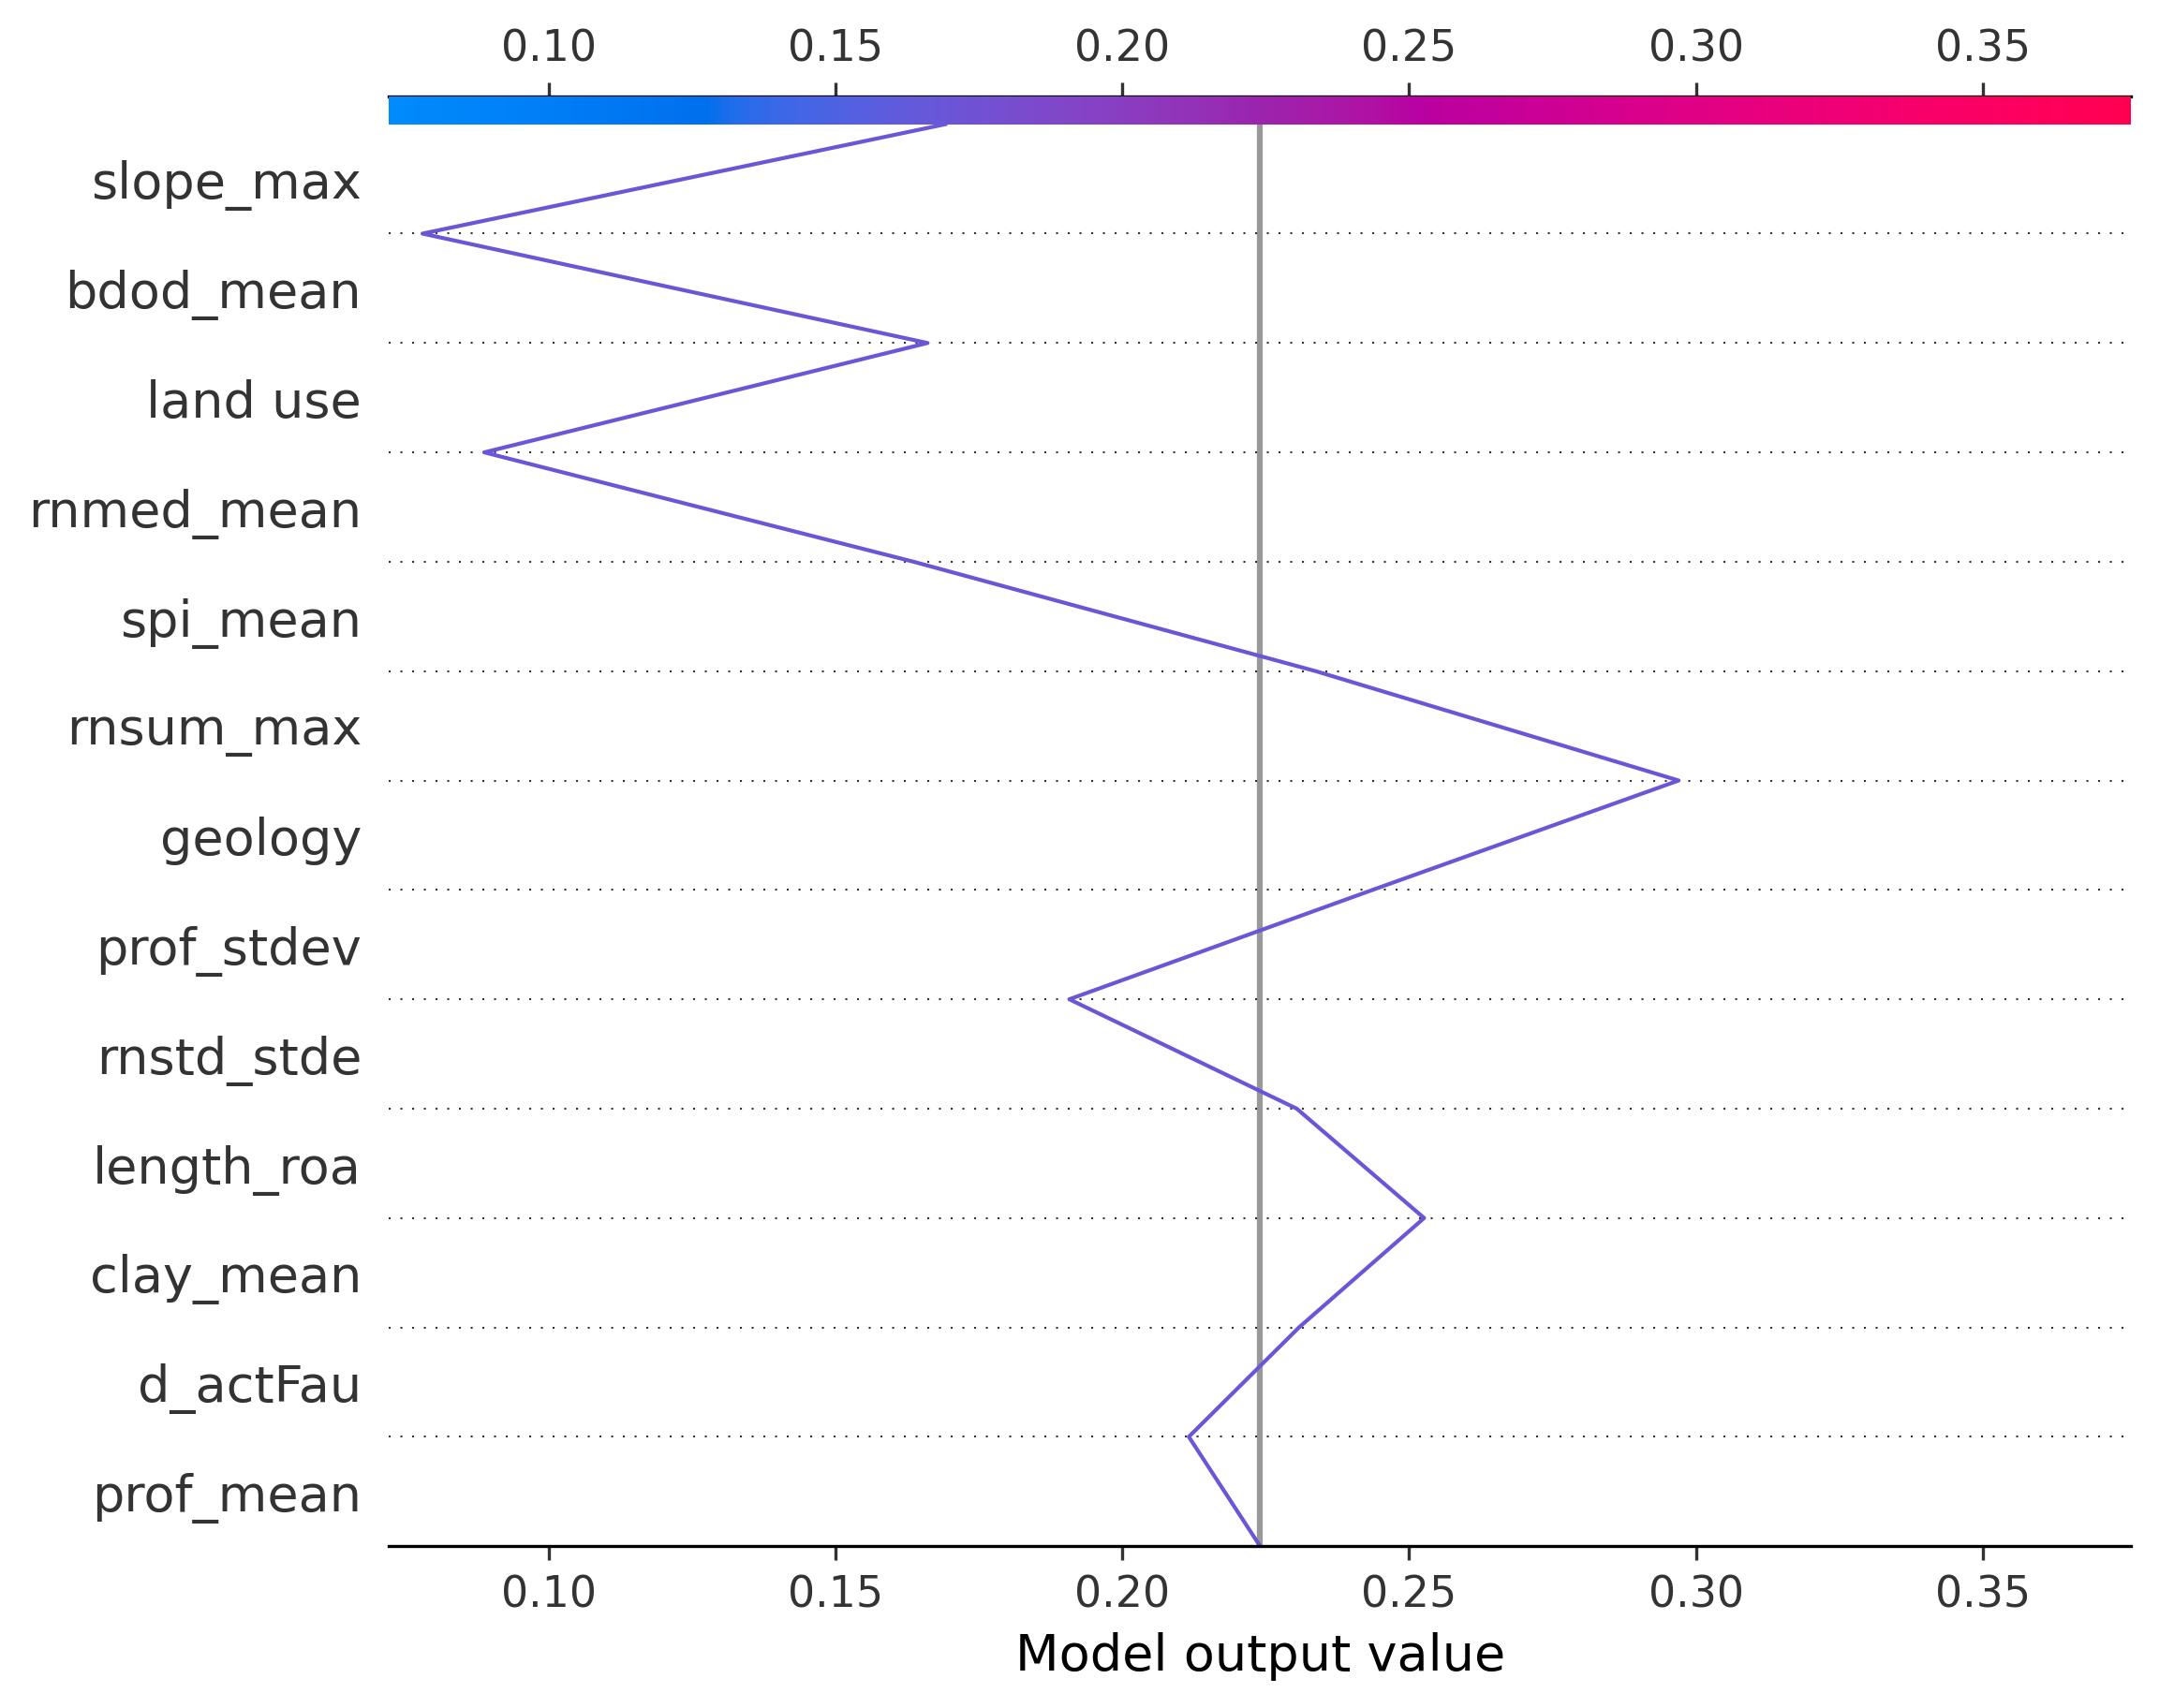 0.10 0.15 0.20 0.25 0.30 0.35
slope_max
bdod_mean
land use
rnmed_mean
spi_mean
rnsum_max
geology
prof_stdev
rnstd_stde
length_roa
clay_mean
d_actFau
prof_mean
0.10 0.15 0.20 0.25 0.30 0.35
Model output value